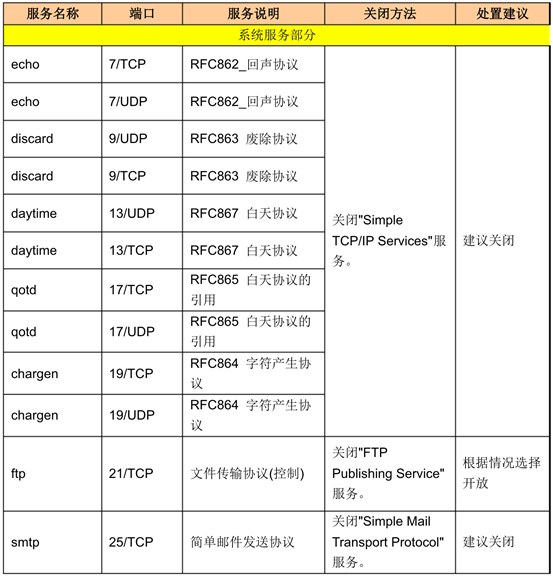 服务名称 端口 服务说明 关闭方法 处置建议
系统服务部分
echo 7/TCP RFC862_回声协议
echo 7/UDP RFC862_回声协议
discard 9/UDP RFC863 废除协议
discard 9/TCP RFC863 废除协议
daytime 13/UDP RFC867 白天协议
daytime 13/TCP RFC867 白天协议
qotd 17/TCP RFC865 白天协议的
引用
qotd 17/UDP RFC865 白天协议的
引用
chargen 19/TCP RFC864 字符产生协
议
chargen 19/UDP RFC864 字符产生协
议
关闭"Simple
TCP/IP Services"服
务。
建议关闭
ftp 21/TCP 文件传输协议(控制)
关闭"FTP
Publishing Service"
服务。
根据情况选择
开放
smtp 25/TCP 简单邮件发送协议
关闭"Simple Mail
Transport Protocol"
服务。
建议关闭